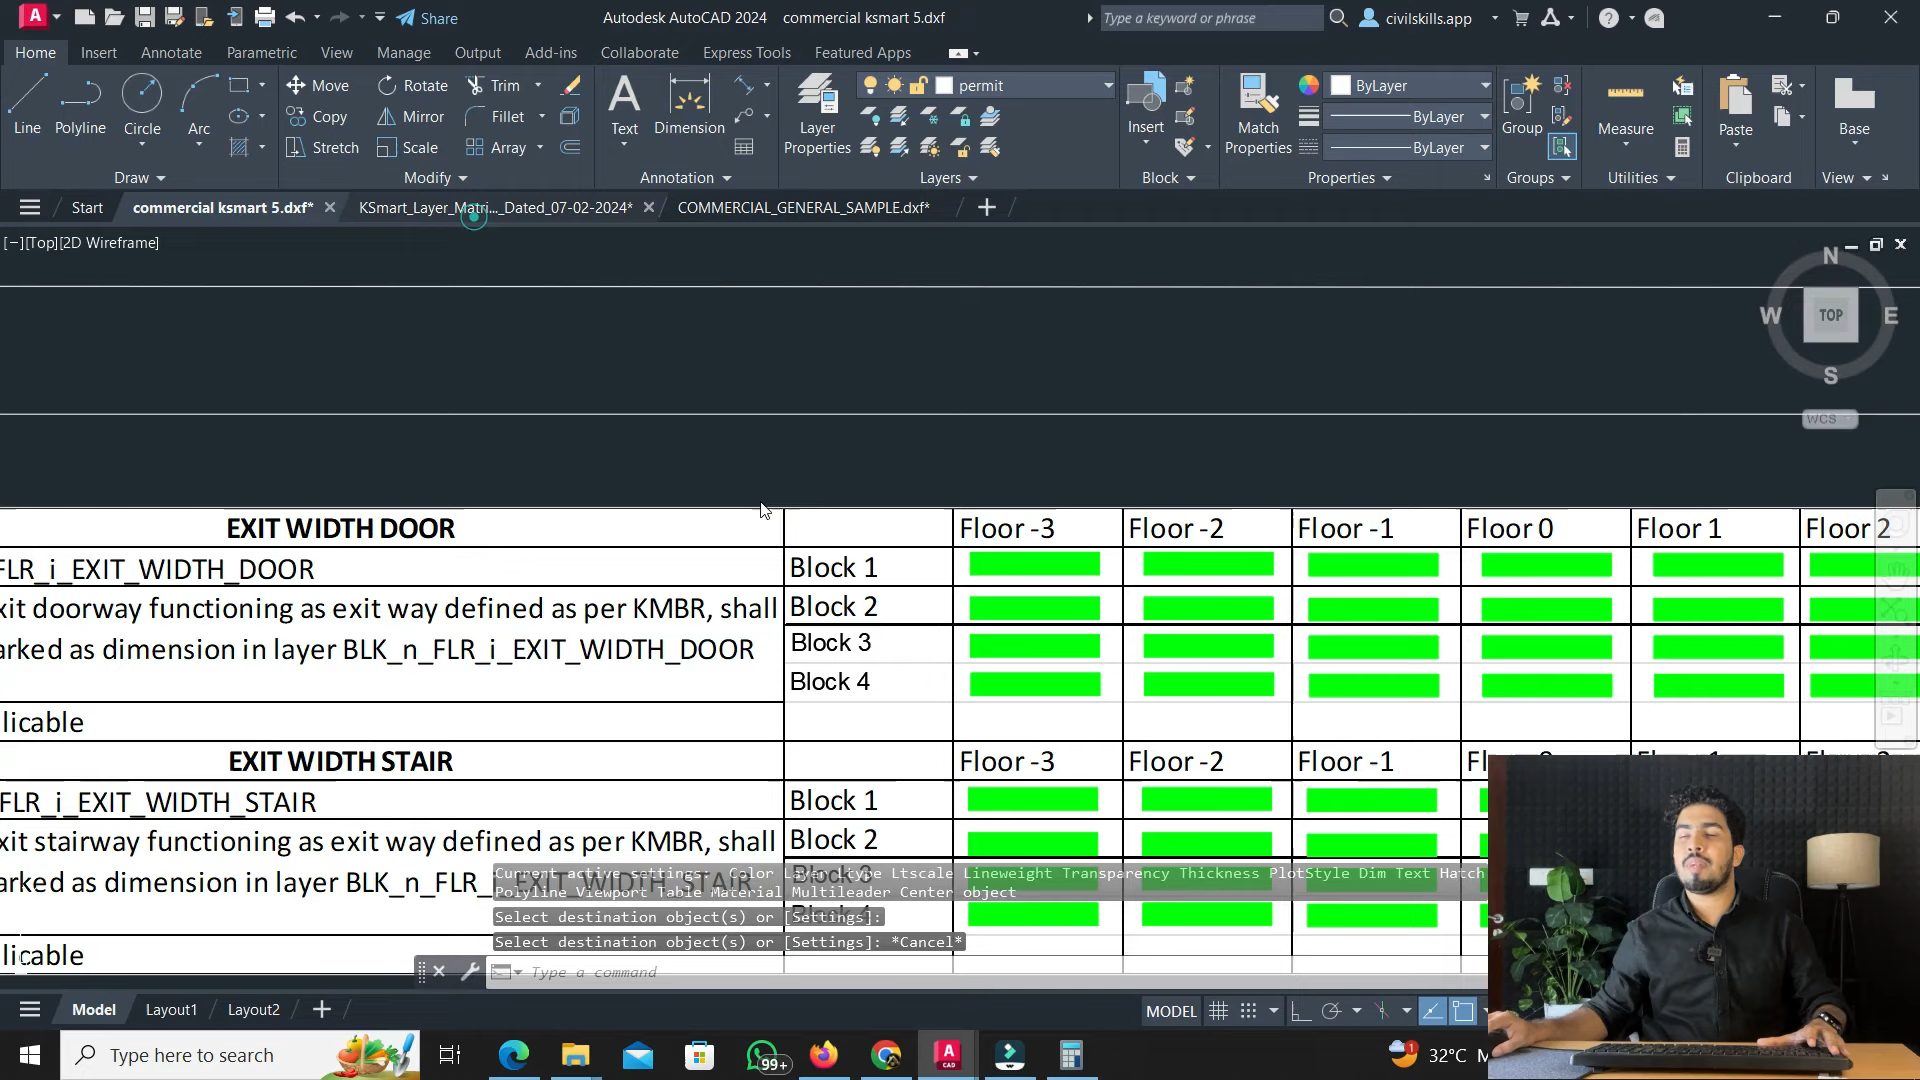 Share
Autodesk AutoCAD 2024 commercial ksmart 5.dxf
Type a keyword or phrase
civilskills.app
Home Insert Annotate Parametric View Manage Output Add-ins Collaborate Express Tools Featured Apps
Line Polyline Circle Arc
Move Rotate Trim
Copy Mirror Fillet
Stretch Scale Array
Text Dimension
Layer Properties
permit
Insert
Match Properties
ByLayer
ByLayer
ByLayer
Group
Measure
Paste
Base
Draw Modify Annotation Layers Block Properties Groups Utilities Clipboard View
Start commercial ksmart 5.dxf* KSmart_Layer_Matri..._Dated_07-02-2024* COMMERCIAL_GENERAL_SAMPLE.dxf*
[−][Top][2D Wireframe]
N
W TOP E
S
WCS
EXIT WIDTH DOOR Floor -3 Floor -2 Floor -1 Floor 0 Floor 1 Floor 2
FLR_i_EXIT_WIDTH_DOOR Block 1
xit doorway functioning as exit way defined as per KMBR, shall Block 2
arked as dimension in layer BLK_n_FLR_i_EXIT_WIDTH_DOOR Block 3
Block 4
licable
EXIT WIDTH STAIR Floor -3 Floor -2 Floor -1
FLR_i_EXIT_WIDTH_STAIR Block 1
xit stairway functioning as exit way defined as per KMBR, shall Block 2
arked as dimension in layer BLK_n_FLR_i_EXIT_WIDTH_STAIR Block 3
Block 4
licable
Current active settings: Color Layer Ltype Ltscale Lineweight Transparency Thickness PlotStyle Dim Text Hatch
Polyline Viewport Table Material Multileader Center object
Select destination object(s) or [Settings]:
Select destination object(s) or [Settings]: *Cancel*
Type a command
Model Layout1 Layout2
MODEL
Type here to search
99+
CAD
1
32°C